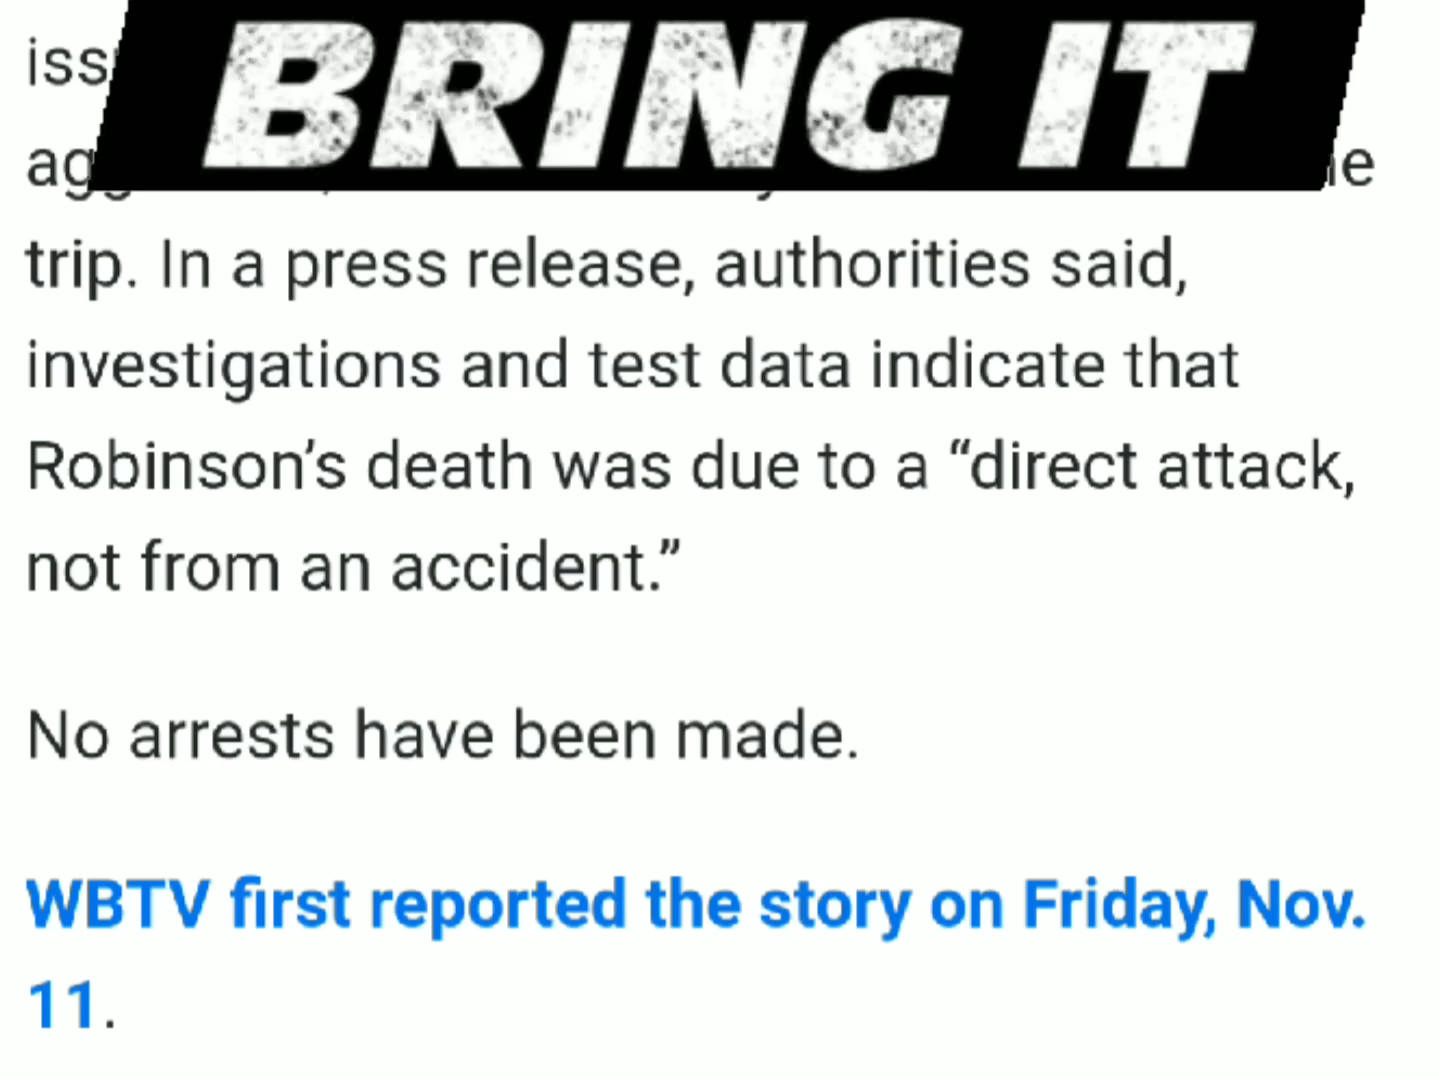 BRING IT
trip. In a press release, authorities said,
investigations and test data indicate that
Robinson’s death was due to a “direct attack,
not from an accident.”
No arrests have been made.
WBTV first reported the story on Friday, Nov.
11.